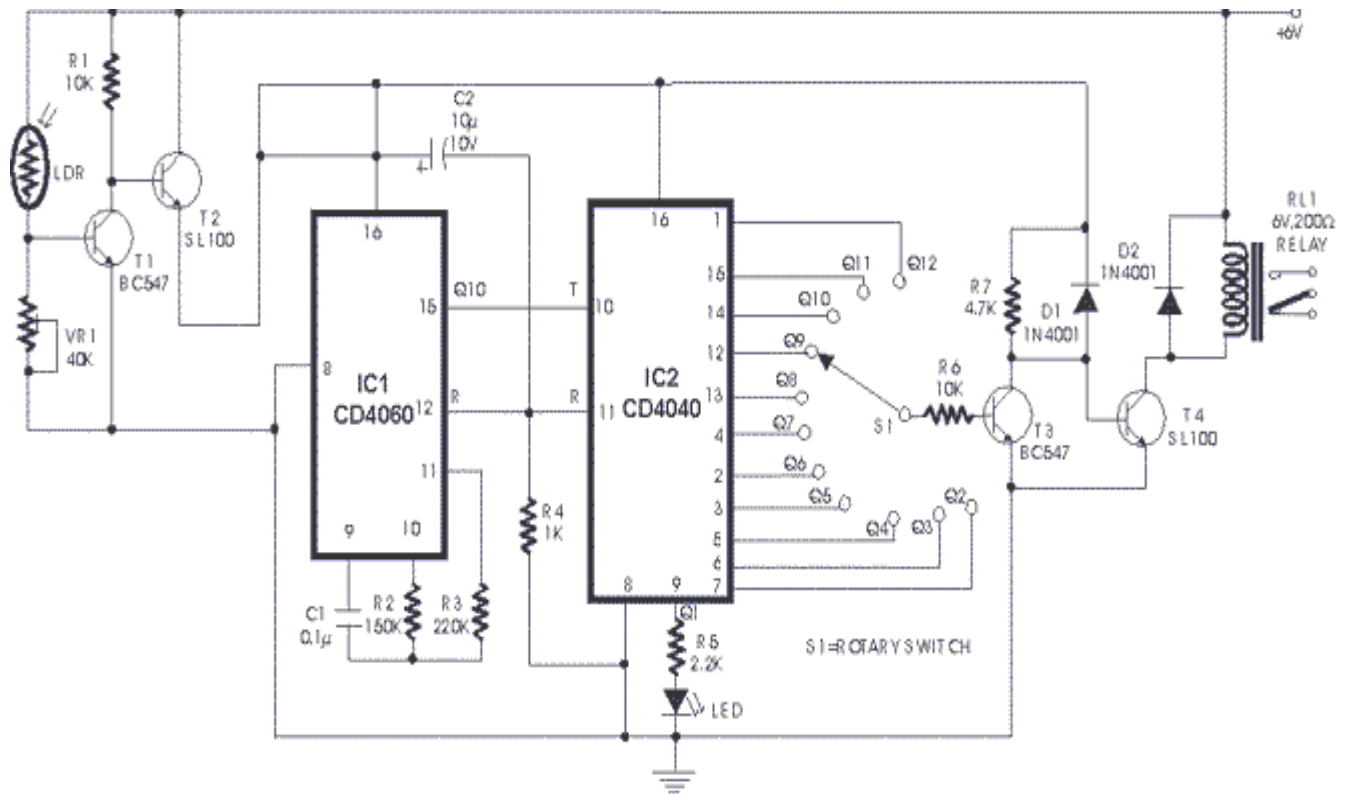 +6V
R1
10K
LDR
T2
SL100
T1
BC547
VR1
40K
C2
10µ
10V
+
16
15
Q10
T
8
IC1
CD4060
12
R
R
11
9
10
C1
0.1µ
R2
150K
R3
220K
R4
1K
16
1
10
15
14
12
IC2
CD4040
11
13
4
2
3
5
6
7
8
9
Q1
R5
2.2K
LED
Q12
Q11
Q10
Q9
Q8
Q7
Q6
Q5
Q4
Q3
Q2
S1
S1=ROTARY SWITCH
R6
10K
R7
4.7K
D1
1N4001
D2
1N4001
T3
BC547
T4
SL100
RL1
6V,200Ω
RELAY